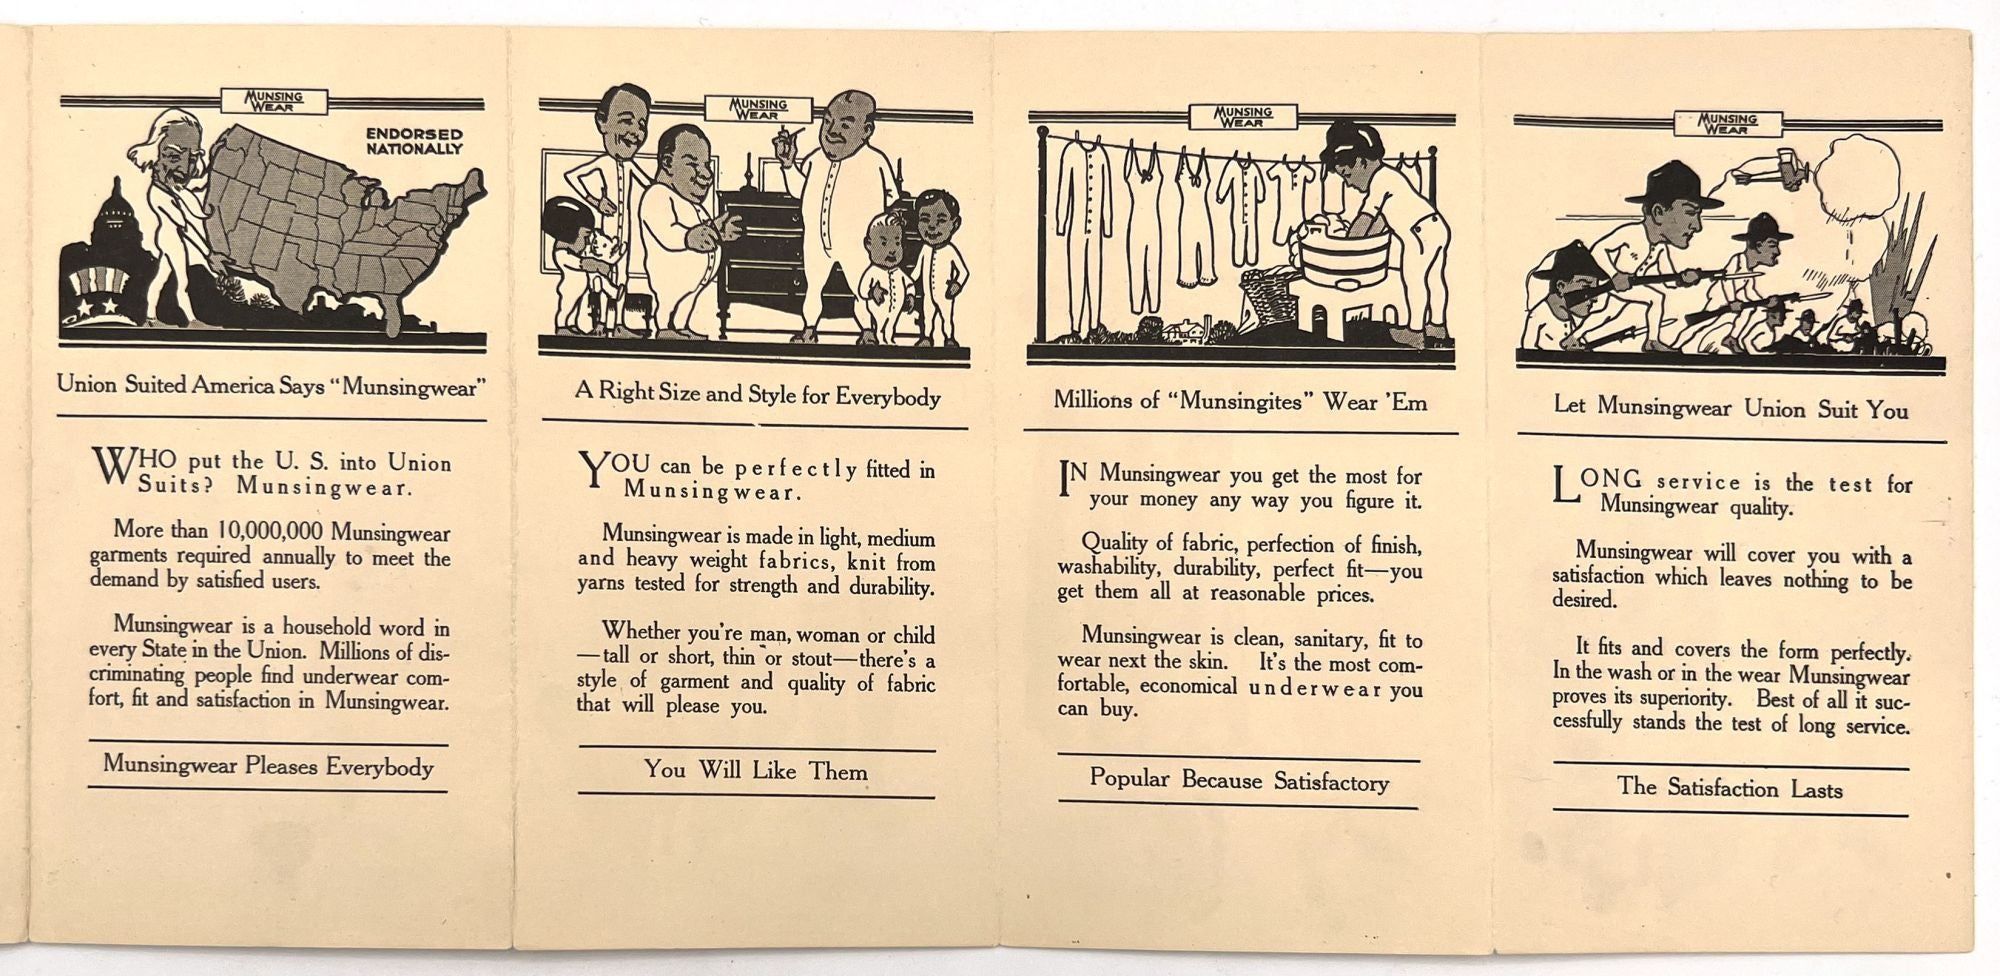 MUNSING
WEAR
ENDORSED
NATIONALLY
Union Suited America Says “Munsingwear”
WHO put the U. S. into Union
Suits? Munsingwear.
More than 10,000,000 Munsingwear
garments required annually to meet the
demand by satisfied users.
Munsingwear is a household word in
every State in the Union. Millions of dis-
criminating people find underwear com-
fort, fit and satisfaction in Munsingwear.
Munsingwear Pleases Everybody
MUNSING
WEAR
A Right Size and Style for Everybody
YOU can be perfectly fitted in
Munsingwear.
Munsingwear is made in light, medium
and heavy weight fabrics, knit from
yarns tested for strength and durability.
Whether you're man, woman or child
—tall or short, thin or stout—there's a
style of garment and quality of fabric
that will please you.
You Will Like Them
MUNSING
WEAR
Millions of “Munsingites” Wear 'Em
IN Munsingwear you get the most for
your money any way you figure it.
Quality of fabric, perfection of finish,
washability, durability, perfect fit—you
get them all at reasonable prices.
Munsingwear is clean, sanitary, fit to
wear next the skin. It's the most com-
fortable, economical underwear you
can buy.
Popular Because Satisfactory
MUNSING
WEAR
Let Munsingwear Union Suit You
LONG service is the test for
Munsingwear quality.
Munsingwear will cover you with a
satisfaction which leaves nothing to be
desired.
It fits and covers the form perfectly.
In the wash or in the wear Munsingwear
proves its superiority. Best of all it suc-
cessfully stands the test of long service.
The Satisfaction Lasts